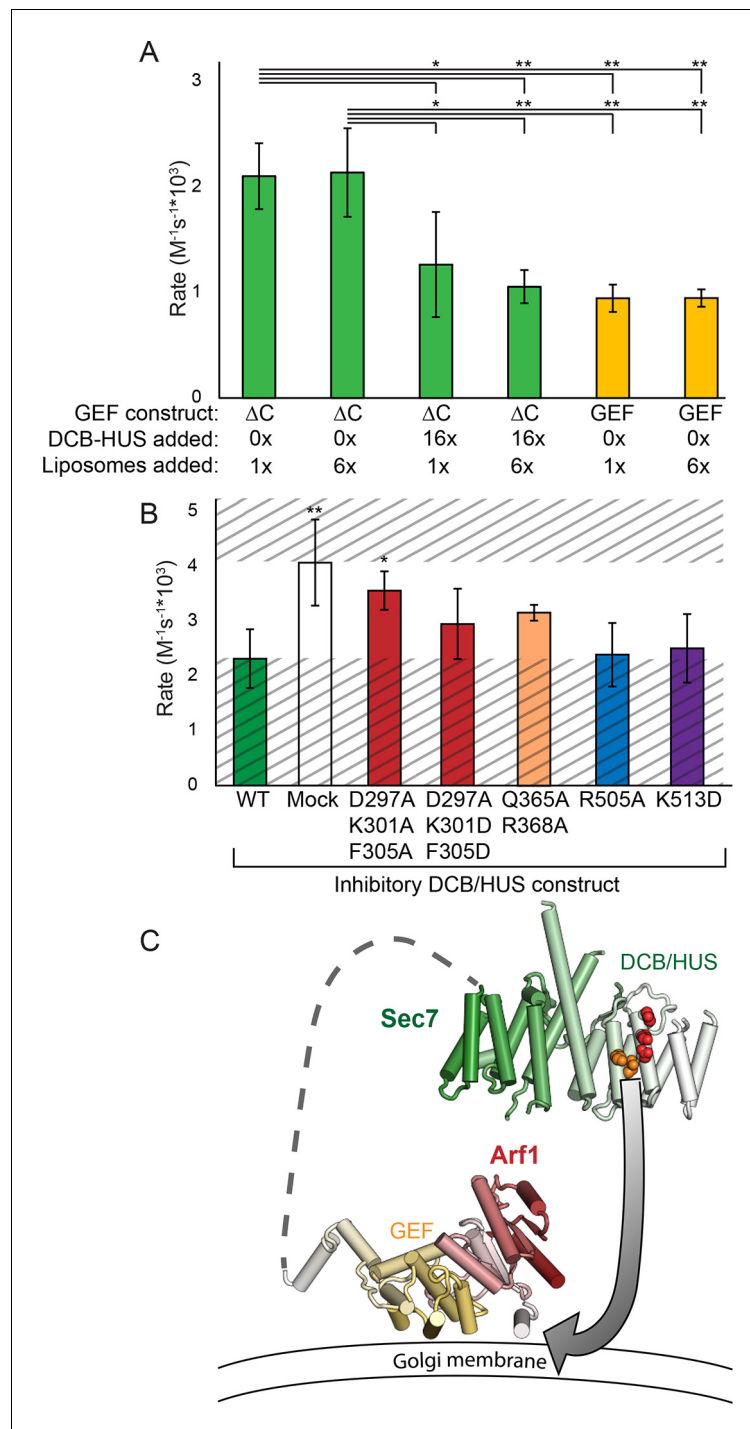 A
* ** ** **
* ** ** **
3
2
1
0
Rate (M-1s-1*103)
GEF construct: ΔC ΔC ΔC ΔC GEF GEF
DCB-HUS added: 0x 0x 16x 16x 0x 0x
Liposomes added: 1x 6x 1x 6x 1x 6x
B
5
4
3
2
1
0
Rate (M-1s-1*103)
** *
WT Mock D297A D297A Q365A R505A K513D
K301A K301D R368A
F305A F305D
Inhibitory DCB/HUS construct
C
DCB/HUS
Sec7
Arf1
GEF
Golgi membrane